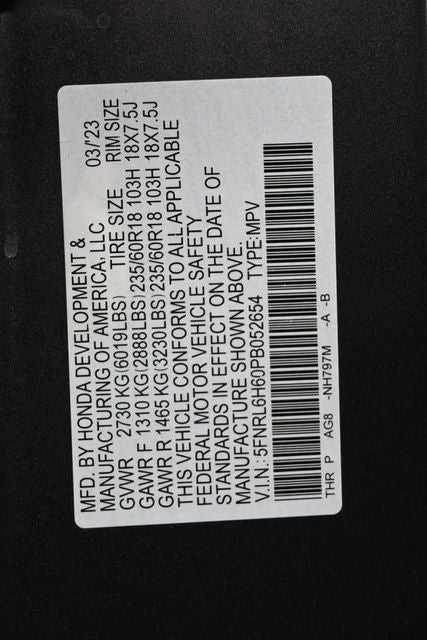 MFD. BY HONDA DEVELOPMENT &
MANUFACTURING OF AMERICA, LLC 03/'23
GVWR 2730 KG(6019LBS) TIRE SIZE RIM SIZE
GAWR F 1310 KG(2888LBS)235/60R18 103H 18X7.5J
GAWR R 1465 KG(3230LBS)235/60R18 103H 18X7.5J
THIS VEHICLE CONFORMS TO ALL APPLICABLE
FEDERAL MOTOR VEHICLE SAFETY
STANDARDS IN EFFECT ON THE DATE OF
MANUFACTURE SHOWN ABOVE.
V.I.N.:5FNRL6H60PB052654 TYPE:MPV
THR P AG8 -NH797M -A -B